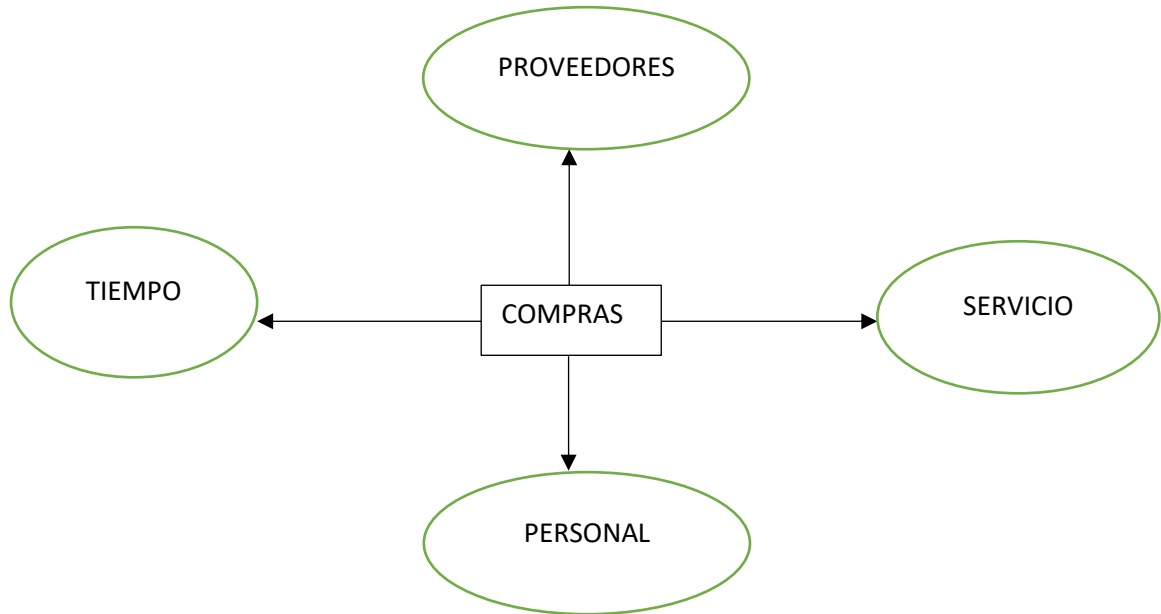 PROVEEDORES
TIEMPO
COMPRAS
SERVICIO
PERSONAL